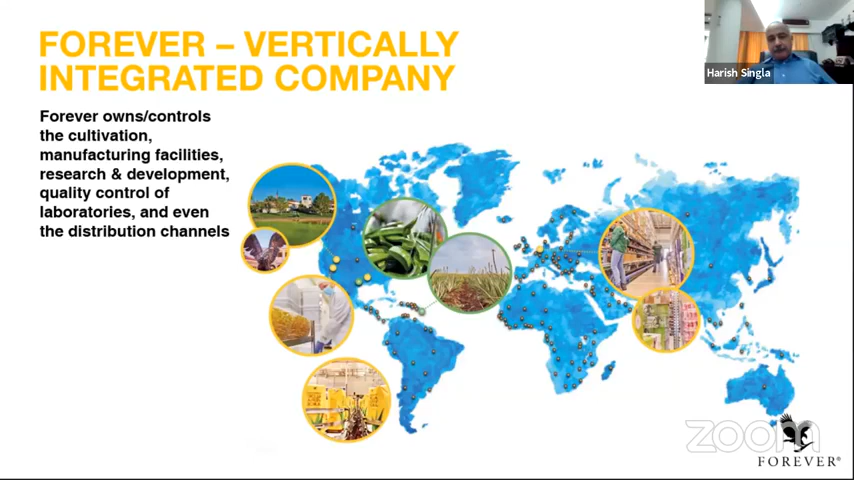 FOREVER – VERTICALLY
INTEGRATED COMPANY
Harish Singla
Forever owns/controls
the cultivation,
manufacturing facilities,
research & development,
quality control of
laboratories, and even
the distribution channels
zoom
FOREVER®